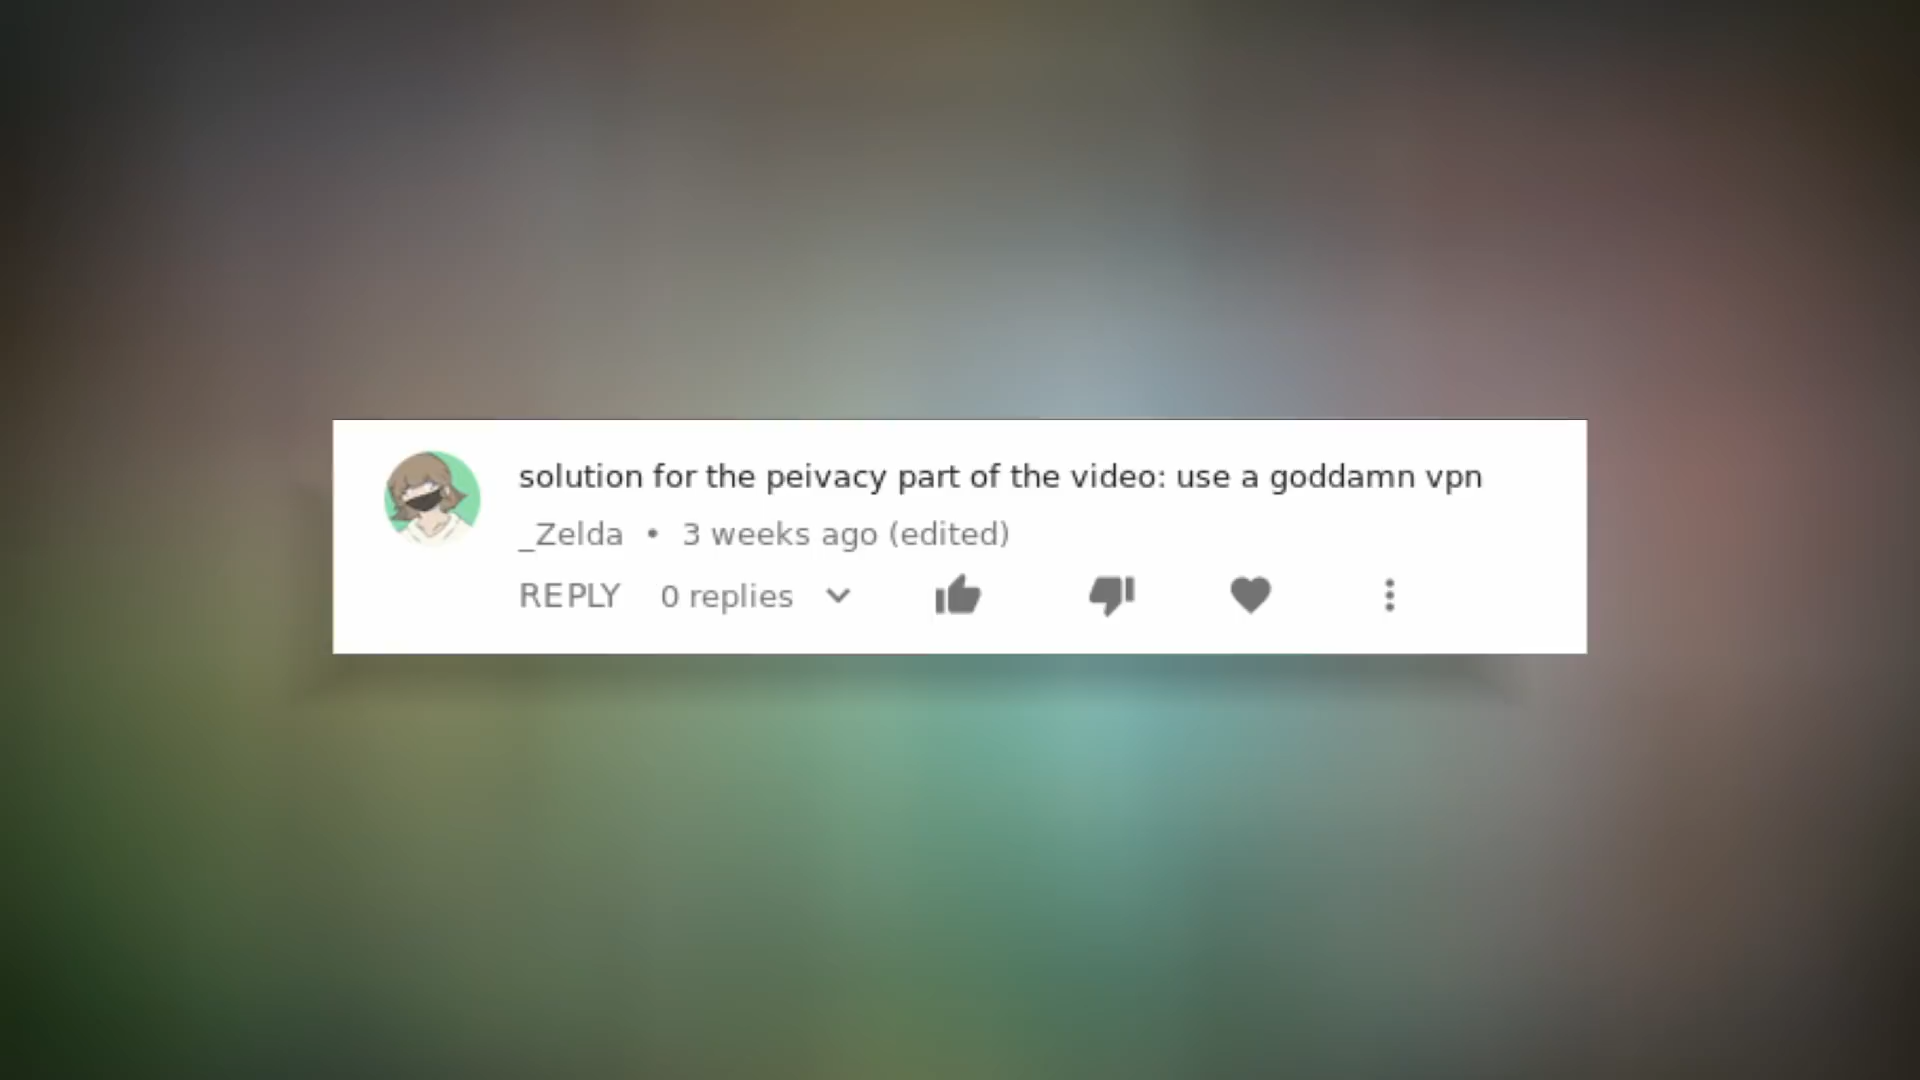 solution for the peivacy part of the video: use a goddamn vpn
_Zelda • 3 weeks ago (edited)
REPLY 0 replies